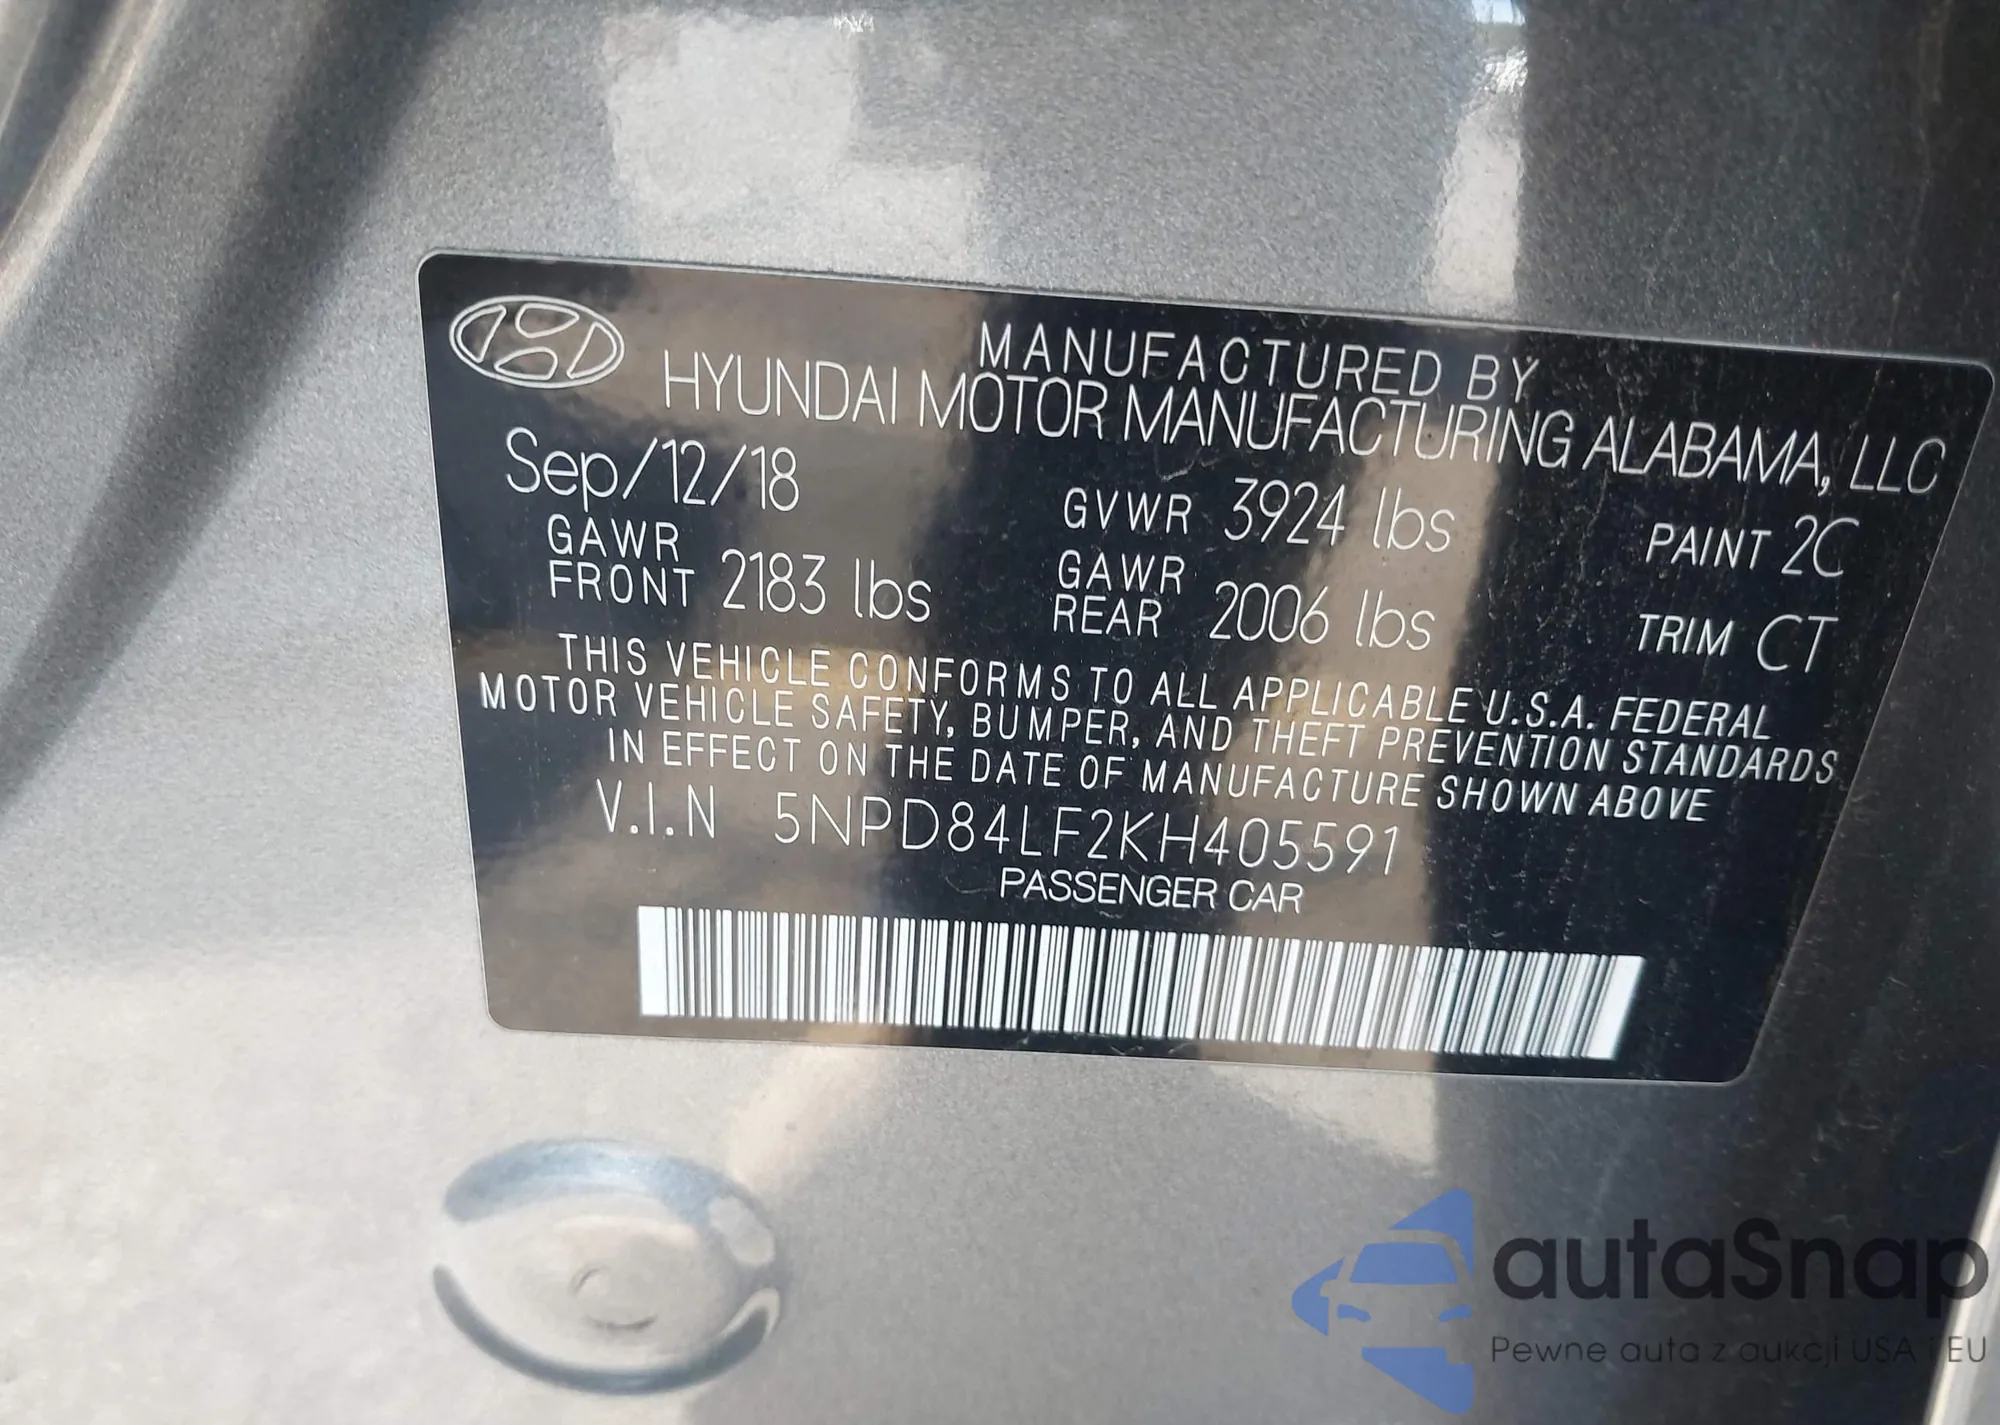 MANUFACTURED BY
HYUNDAI MOTOR MANUFACTURING ALABAMA, LLC
Sep/12/18 GVWR 3924 lbs PAINT 2C
GAWR FRONT 2183 lbs GAWR REAR 2006 lbs TRIM CT
THIS VEHICLE CONFORMS TO ALL APPLICABLE U.S.A. FEDERAL
MOTOR VEHICLE SAFETY, BUMPER, AND THEFT PREVENTION STANDARDS
IN EFFECT ON THE DATE OF MANUFACTURE SHOWN ABOVE
V.I.N 5NPD84LF2KH405591
PASSENGER CAR
autaSnap
Pewne auta z aukcji USA i EU